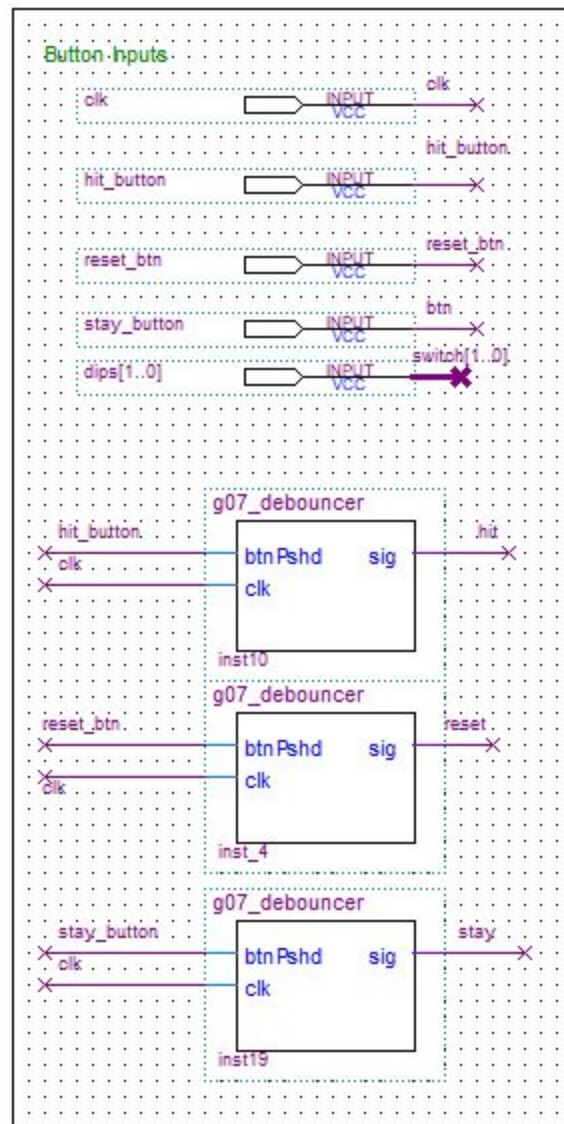 Button Inputs
clk INPUT VCC clk
hit_button INPUT VCC hit_button
reset_btn INPUT VCC reset_btn
stay_button INPUT VCC btn
dips[1..0] INPUT VCC switch[1..0]
g07_debouncer
hit_button btnPshd sig hit
clk clk
inst10
g07_debouncer
reset_btn btnPshd sig reset
clk clk
inst_4
g07_debouncer
stay_button btnPshd sig stay
clk clk
inst19